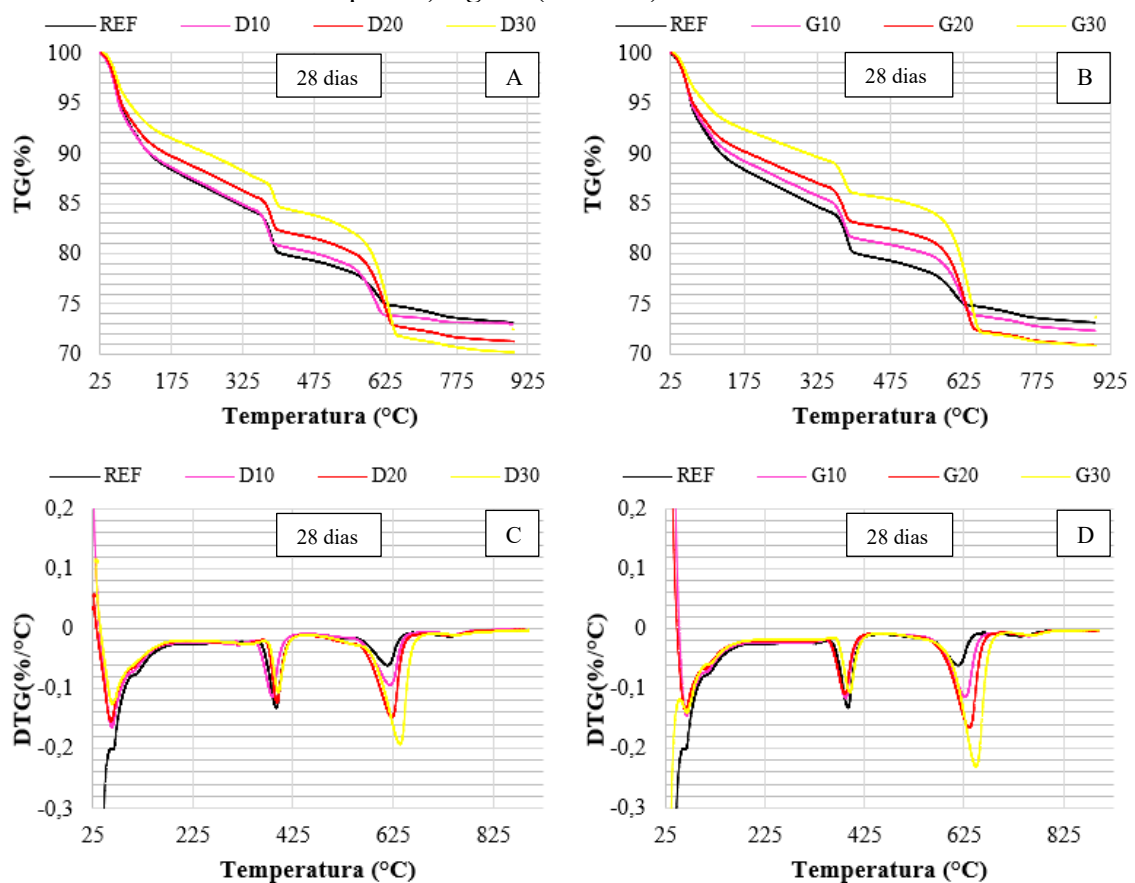 REF D10 D20 D30
28 dias
A
TG(%)
100
95
90
85
80
75
70
25 175 325 475 625 775 925
Temperatura (°C)
REF G10 G20 G30
28 dias
B
TG(%)
100
95
90
85
80
75
70
25 175 325 475 625 775 925
Temperatura (°C)
REF D10 D20 D30
28 dias
C
DTG(%/°C)
0,2
0,1
0
-0,1
-0,2
-0,3
25 225 425 625 825
Temperatura (°C)
REF G10 G20 G30
28 dias
D
DTG(%/°C)
0,2
0,1
0
-0,1
-0,2
-0,3
25 225 425 625 825
Temperatura (°C)